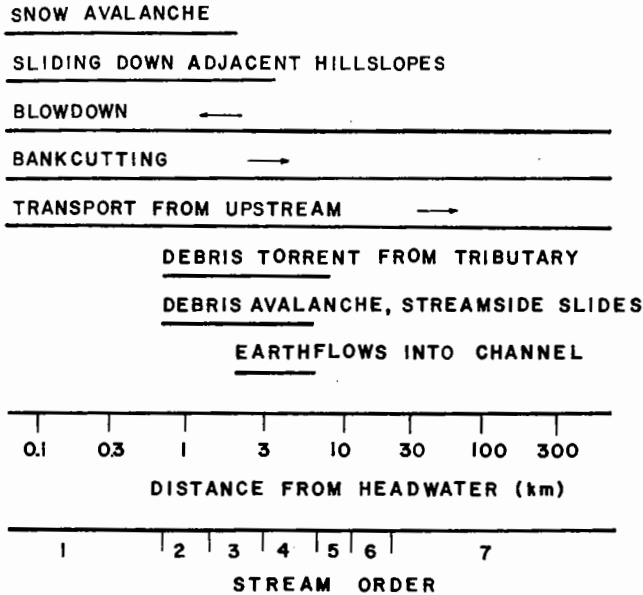 SNOW AVALANCHE
SLIDING DOWN ADJACENT HILLSLOPES
BLOWDOWN
BANKCUTTING
TRANSPORT FROM UPSTREAM
DEBRIS TORRENT FROM TRIBUTARY
DEBRIS AVALANCHE, STREAMSIDE SLIDES
EARTHFLOWS INTO CHANNEL
0.1 0.3 1 3 10 30 100 300
DISTANCE FROM HEADWATER (km)
1 2 3 4 5 6 7
STREAM ORDER